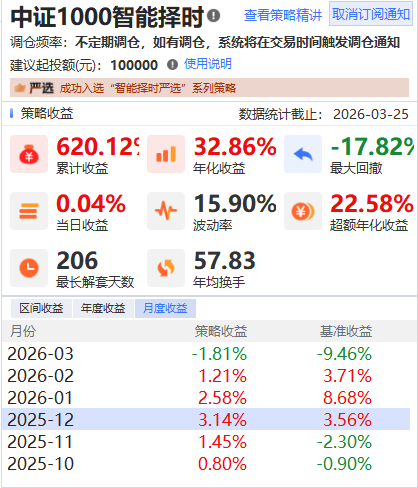 中证1000智能择时 查看策略精讲 取消订阅通知
调仓频率：不定期调仓，如有调仓，系统将在交易时间触发调仓通知
建议起投额(元)：100000 使用说明
严选 成功入选“智能择时严选”系列策略
策略收益 数据统计截止： 2026-03-25
620.12% 32.86% -17.82%
累计收益 年化收益 最大回撤
0.04% 15.90% 22.58%
当日收益 波动率 超额年化收益
206 57.83
最长解套天数 年均换手
区间收益 年度收益 月度收益
月份 策略收益 基准收益
2026-03 -1.81% -9.46%
2026-02 1.21% 3.71%
2026-01 2.58% 8.68%
2025-12 3.14% 3.56%
2025-11 1.45% -2.30%
2025-10 0.80% -0.90%